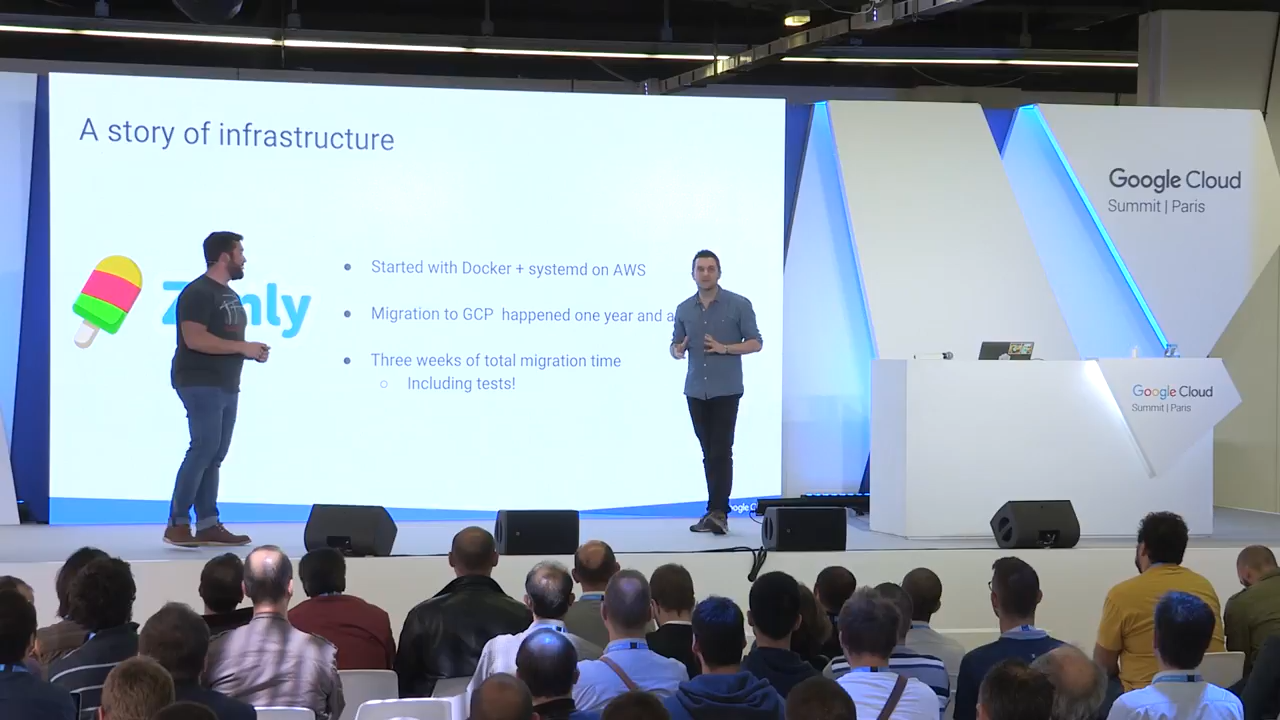 A story of infrastructure
Started with Docker + systemd on AWS
Migration to GCP happened one year and a
Three weeks of total migration time
Including tests!
Google Cloud
Summit | Paris
Google Cloud
Summit | Paris